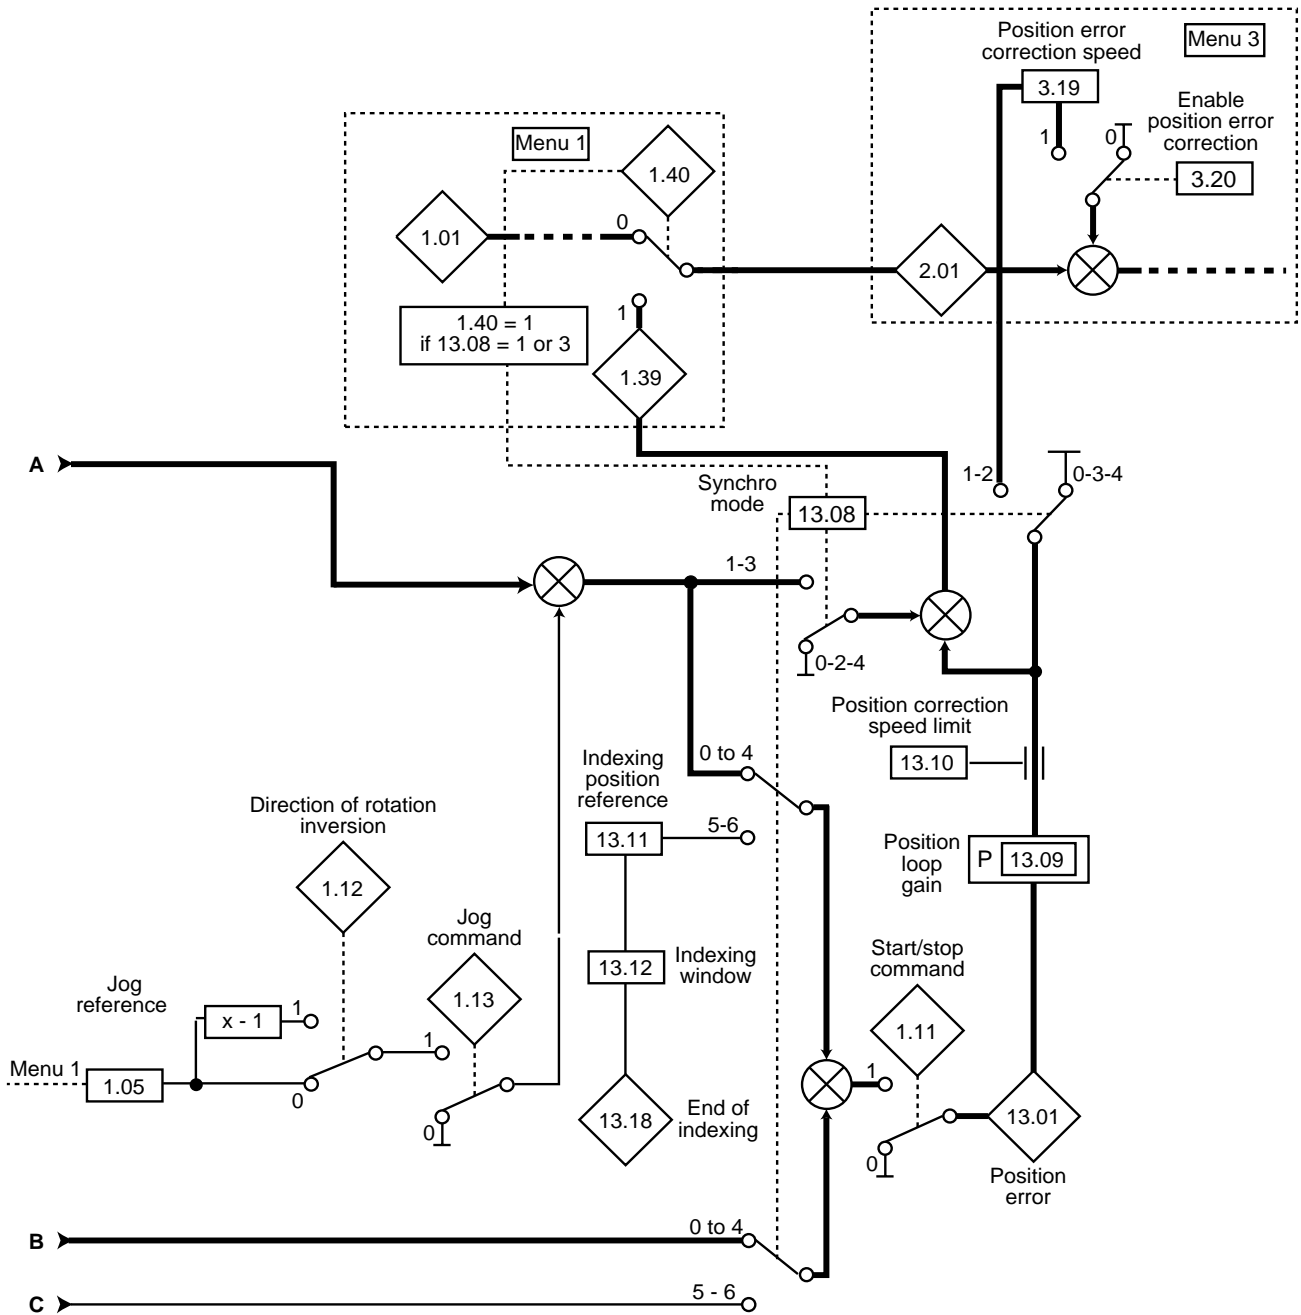 Position error
correction speed
Menu 3
3.19
Enable
position error
correction
1
0
3.20
Menu 1
1.40
1.01
0
2.01
1
1.40 = 1
if 13.08 = 1 or 3
1.39
A
Synchro
mode
1-2
0-3-4
13.08
1-3
0-2-4
Position correction
speed limit
13.10
0 to 4
Indexing
position
reference
13.11
5-6
Direction of rotation
inversion
1.12
Position
loop
gain
P
13.09
Jog
command
1.13
13.12
Indexing
window
Start/stop
command
1.11
Jog
reference
x - 1
1
1
Menu 1
1.05
0
0
13.18
End of
indexing
1
0
13.01
Position
error
B
0 to 4
C
5 - 6